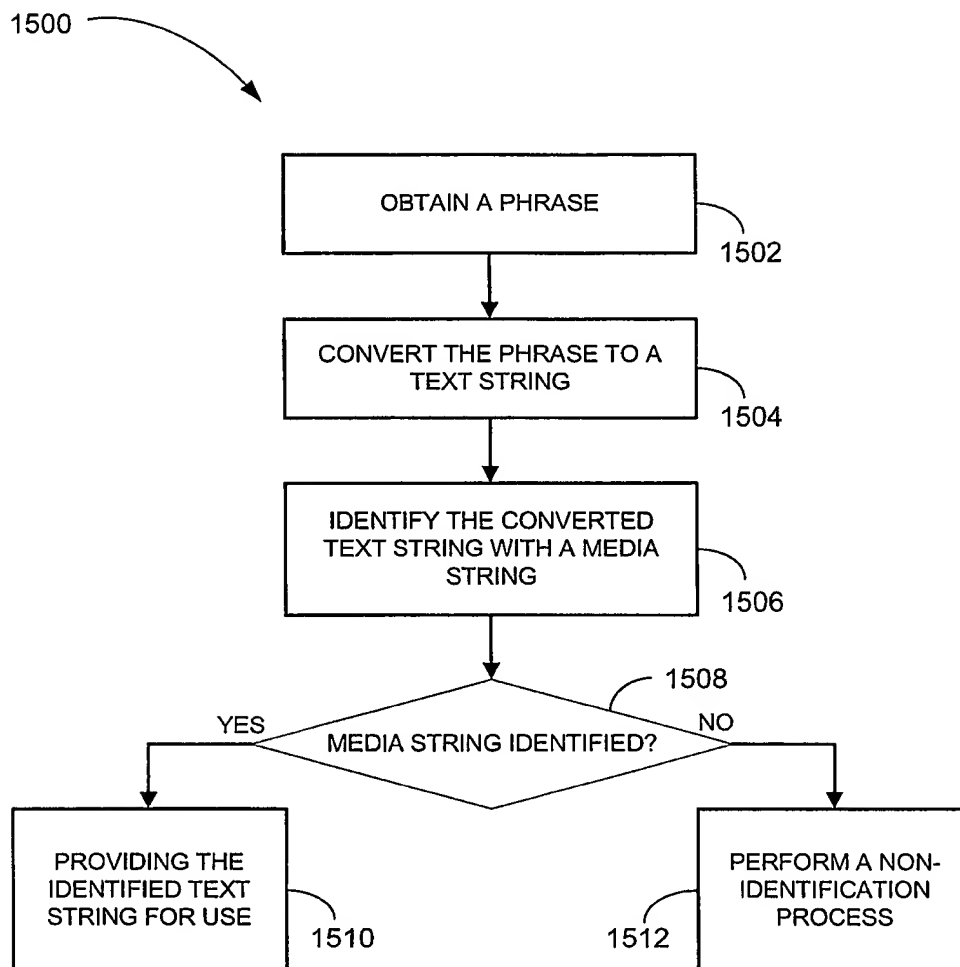 1500
OBTAIN A PHRASE
1502
CONVERT THE PHRASE TO A
TEXT STRING
1504
IDENTIFY THE CONVERTED
TEXT STRING WITH A MEDIA
STRING
1506
1508
YES
NO
MEDIA STRING IDENTIFIED?
PROVIDING THE
IDENTIFIED TEXT
STRING FOR USE
1510
PERFORM A NON-
IDENTIFICATION
PROCESS
1512